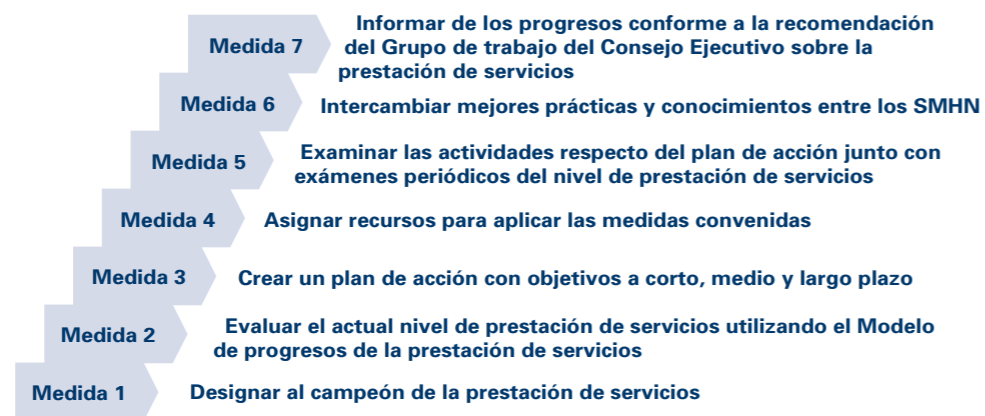 Medida 7
Informar de los progresos conforme a la recomendación
del Grupo de trabajo del Consejo Ejecutivo sobre la
prestación de servicios
Medida 6
Intercambiar mejores prácticas y conocimientos entre los SMHN
Medida 5
Examinar las actividades respecto del plan de acción junto con
exámenes periódicos del nivel de prestación de servicios
Medida 4
Asignar recursos para aplicar las medidas convenidas
Medida 3
Crear un plan de acción con objetivos a corto, medio y largo plazo
Medida 2
Evaluar el actual nivel de prestación de servicios utilizando el Modelo
de progresos de la prestación de servicios
Medida 1
Designar al campeón de la prestación de servicios